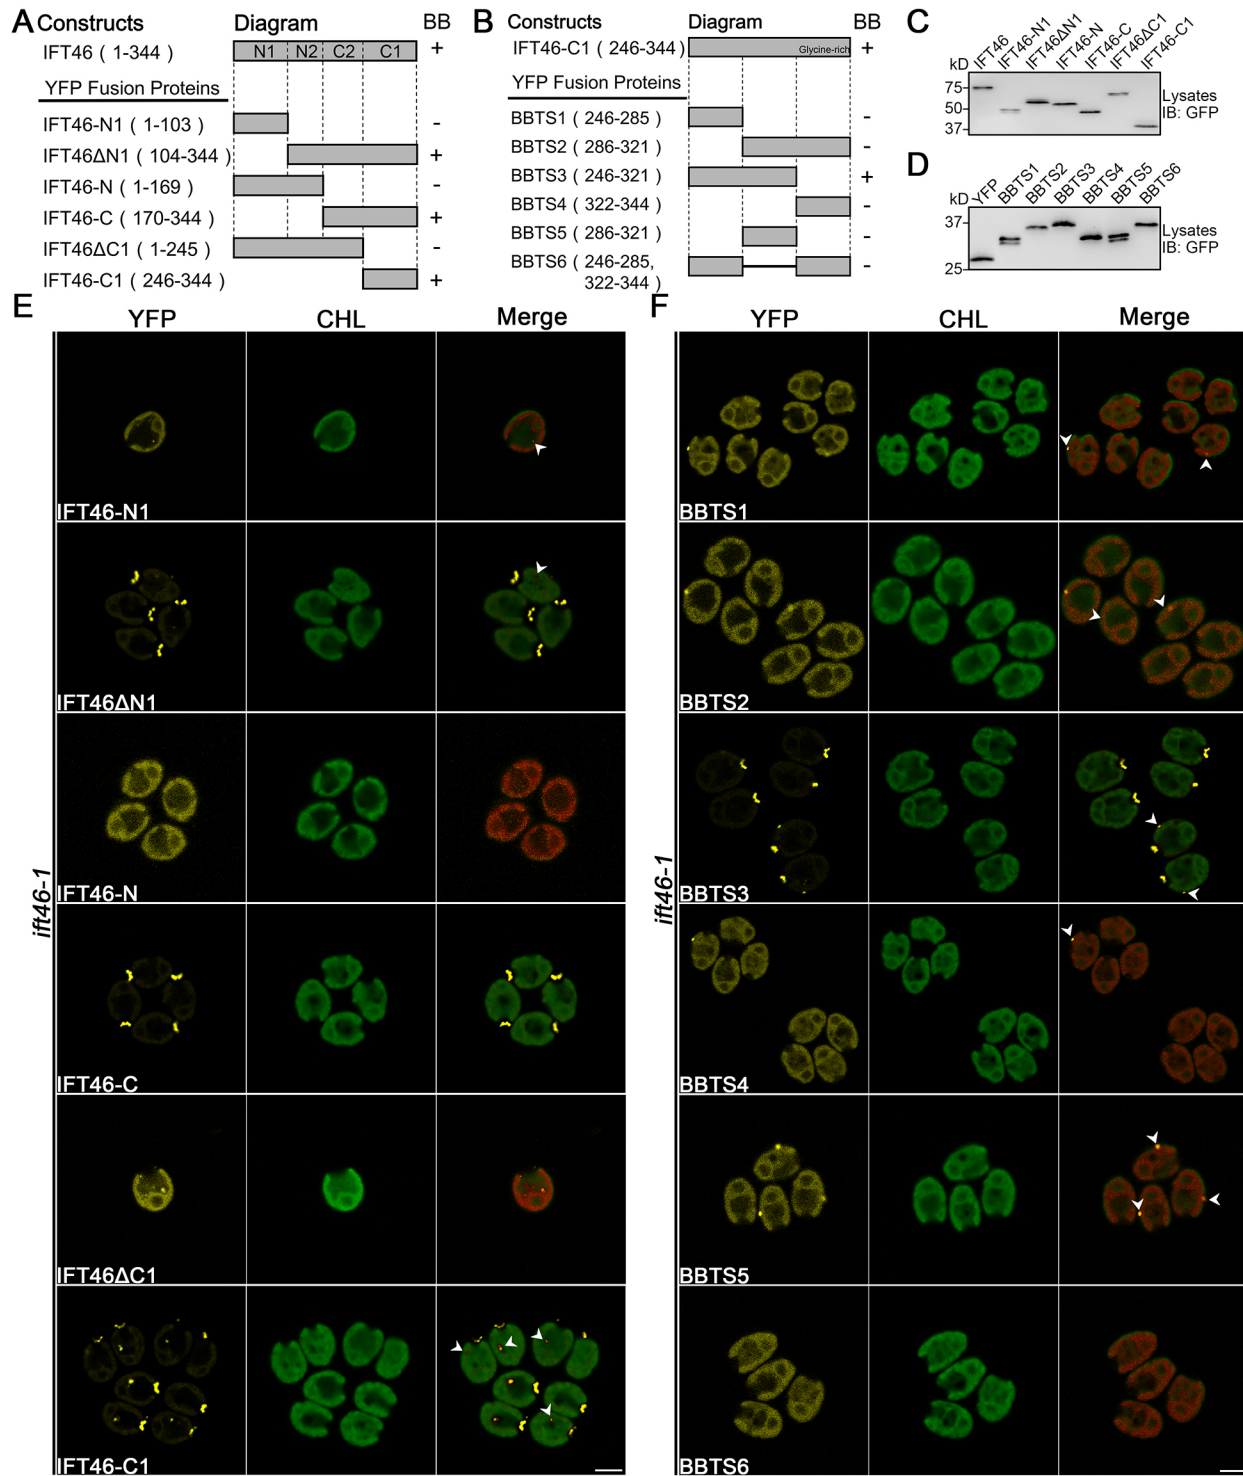 A
Constructs
Diagram
BB
IFT46 ( 1-344 )
N1
N2
C2
C1
+
YFP Fusion Proteins
IFT46-N1 ( 1-103 )
-
IFT46ΔN1 ( 104-344 )
+
IFT46-N ( 1-169 )
-
IFT46-C ( 170-344 )
+
IFT46ΔC1 ( 1-245 )
-
IFT46-C1 ( 246-344 )
+
B
Constructs
Diagram
BB
IFT46-C1 ( 246-344 )
Glycine-rich
+
YFP Fusion Proteins
BBTS1 ( 246-285 )
-
BBTS2 ( 286-321 )
-
BBTS3 ( 246-321 )
+
BBTS4 ( 322-344 )
-
BBTS5 ( 286-321 )
-
BBTS6 ( 246-285,
322-344 )
-
C
IFT46
IFT46-N1
IFT46ΔN1
IFT46-N
IFT46-C
IFT46ΔC1
IFT46-C1
kD
75
50
37
Lysates
IB: GFP
D
YFP
BBTS1
BBTS2
BBTS3
BBTS4
BBTS5
BBTS6
kD
37
25
Lysates
IB: GFP
E
YFP
CHL
Merge
ift46-1
IFT46-N1
IFT46ΔN1
IFT46-N
IFT46-C
IFT46ΔC1
IFT46-C1
F
YFP
CHL
Merge
ift46-1
BBTS1
BBTS2
BBTS3
BBTS4
BBTS5
BBTS6